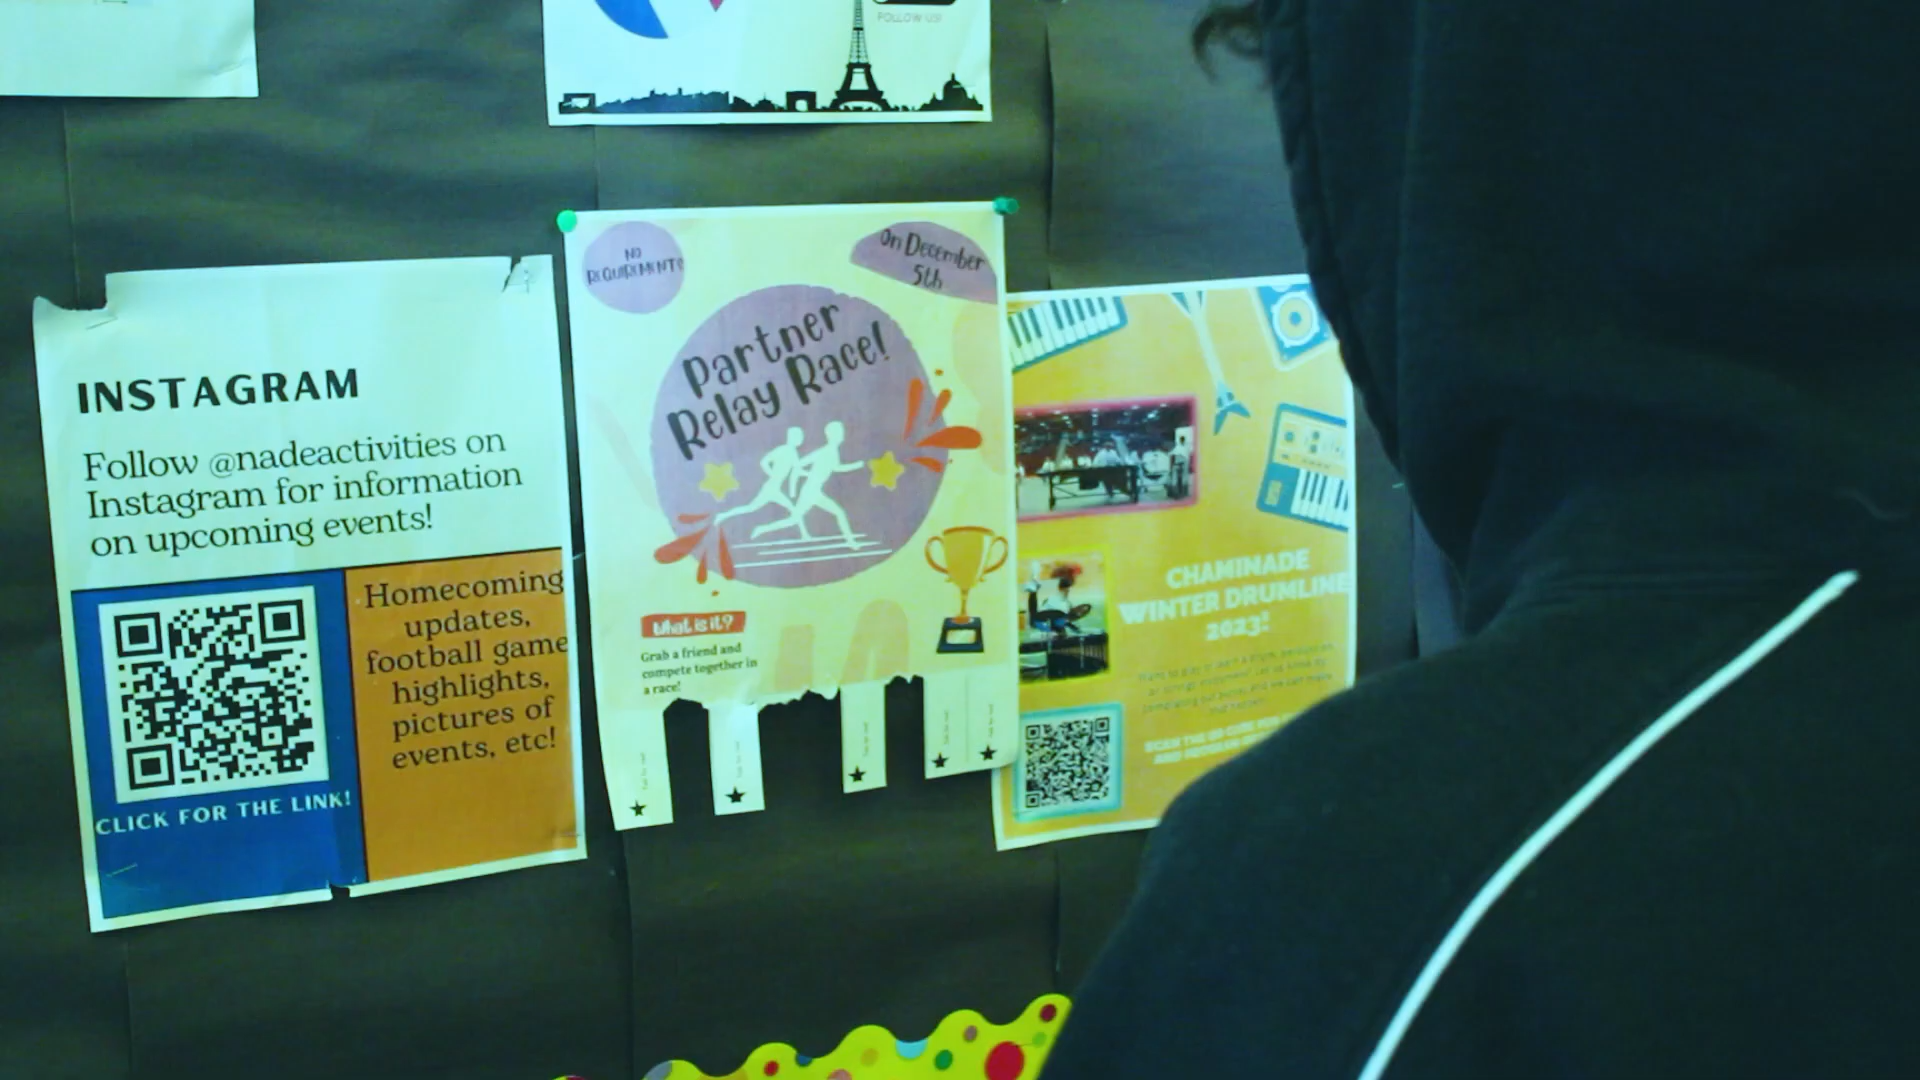 FOLLOW US!
INSTAGRAM
Follow @nadeactivities on
Instagram for information
on upcoming events!
Homecoming
updates,
football game
highlights,
pictures of
events, etc!
CLICK FOR THE LINK!
NO
REQUIREMENTS
On December
5th
Partner
Relay Race!
What is it?
Grab a friend and
compete together in
a race!
CHAMINADE
WINTER DRUMLINE
2023!